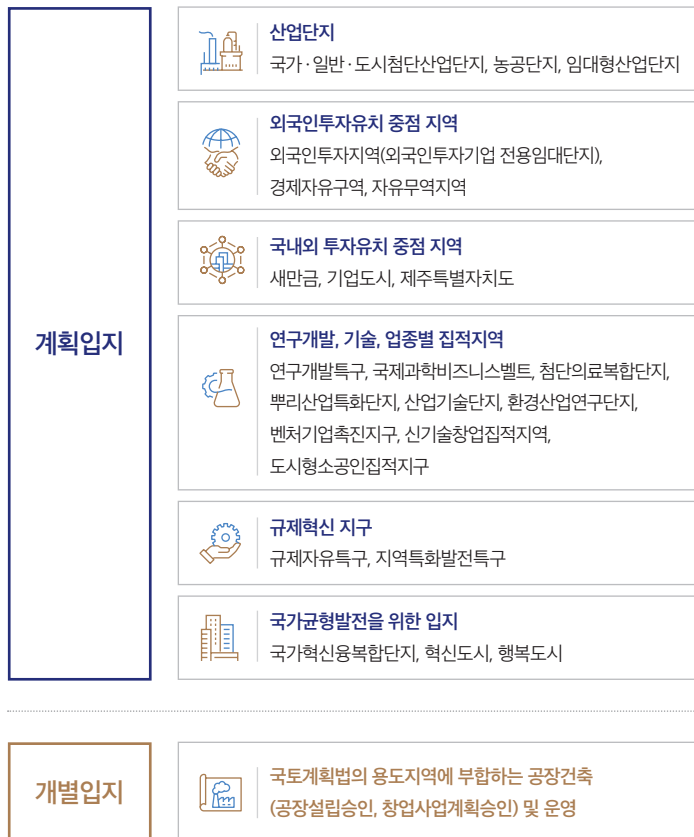 계획입지
산업단지
국가·일반·도시첨단산업단지, 농공단지, 임대형산업단지
외국인투자유치 중점 지역
외국인투자지역(외국인투자기업 전용임대단지),
경제자유구역, 자유무역지역
국내외 투자유치 중점 지역
새만금, 기업도시, 제주특별자치도
연구개발, 기술, 업종별 집적지역
연구개발특구, 국제과학비즈니스벨트, 첨단의료복합단지,
뿌리산업특화단지, 산업기술단지, 환경산업연구단지,
벤처기업촉진지구, 신기술창업집적지역,
도시형소공인집적지구
규제혁신 지구
규제자유특구, 지역특화발전특구
국가균형발전을 위한 입지
국가혁신융복합단지, 혁신도시, 행복도시
개별입지
국토계획법의 용도지역에 부합하는 공장건축
(공장설립승인, 창업사업계획승인) 및 운영